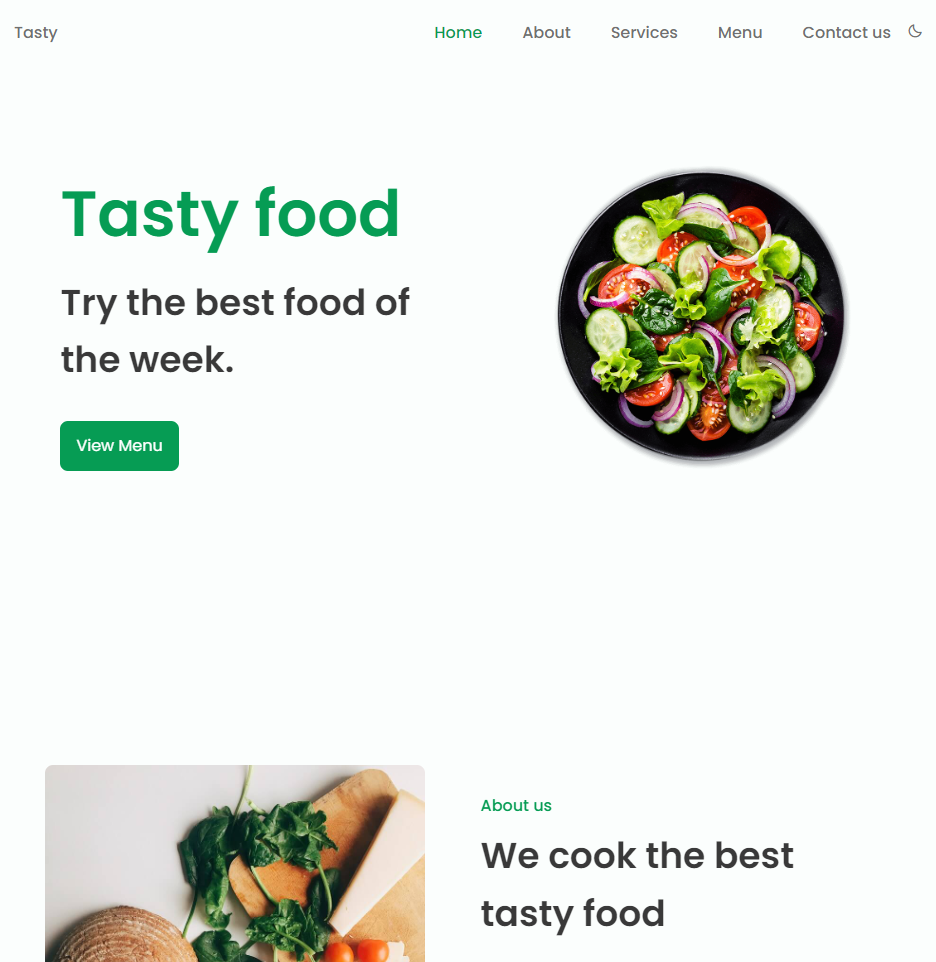 Tasty
Home
About
Services
Menu
Contact us
Tasty food
Try the best food of
the week.
View Menu
About us
We cook the best
tasty food